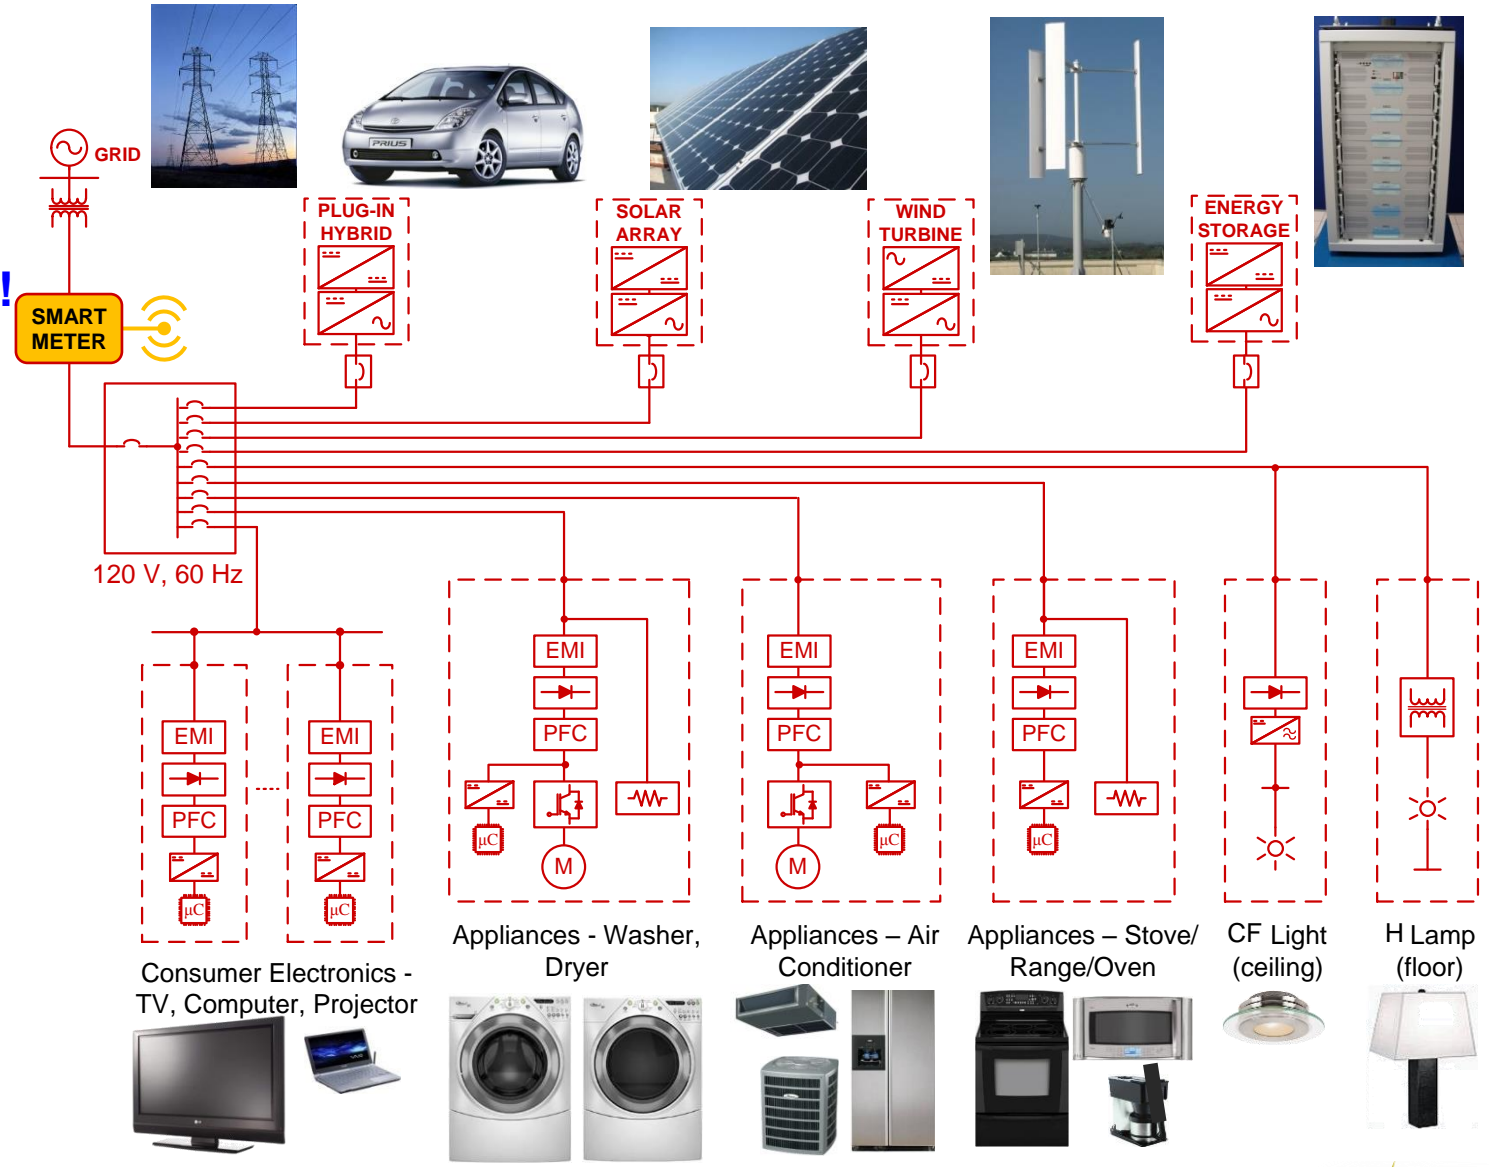 GRID
PRIUS
PLUG-IN
HYBRID
SOLAR
ARRAY
WIND
TURBINE
ENERGY
STORAGE
!
SMART
METER
120 V, 60 Hz
EMI
PFC
µC
EMI
PFC
µC
EMI
PFC
µC
M
EMI
PFC
M
µC
EMI
PFC
µC
Consumer Electronics -
TV, Computer, Projector
Appliances - Washer,
Dryer
Appliances – Air
Conditioner
Appliances – Stove/
Range/Oven
CF Light
(ceiling)
H Lamp
(floor)